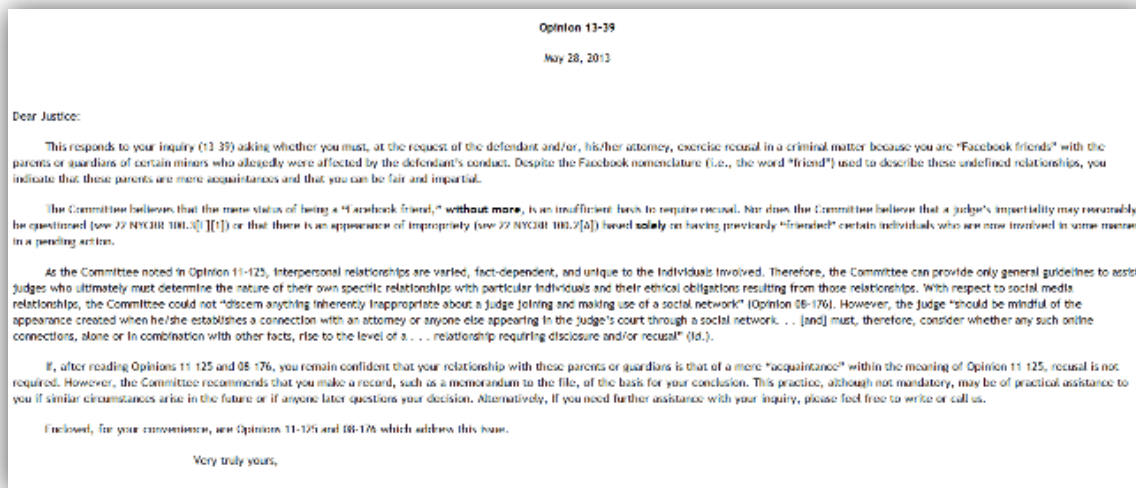 Opinion 13-39
May 28, 2013
Dear Justice:
This responds to your inquiry (13-39) asking whether you must, at the request of the defendant and/or, his/her attorney, exercise recusal in a criminal matter because you are “Facebook friends” with the
parents or guardians of certain minors who allegedly were affected by the defendant's conduct. Despite the Facebook nomenclature (i.e., the word “friend”) used to describe these undefined relationships, you
indicate that these parents are mere acquaintances and that you can be fair and impartial.
The Committee believes that the mere status of being a “Facebook friend,” without more, is an insufficient basis to require recusal. Nor does the Committee believe that a judge's impartiality may reasonably
be questioned (see 22 NYCRR 100.3[E][1]) or that there is an appearance of impropriety (see 22 NYCRR 100.2[A]) based solely on having previously “friended” certain individuals who are now involved in some manner
in a pending action.
As the Committee noted in Opinion 11-125, interpersonal relationships are varied, fact-dependent, and unique to the individuals involved. Therefore, the Committee can provide only general guidelines to assist
judges who ultimately must determine the nature of their own specific relationships with particular individuals and their ethical obligations resulting from those relationships. With respect to social media
relationships, the Committee could not “discern anything inherently inappropriate about a judge joining and making use of a social network” (Opinion 08-176). However, the judge “should be mindful of the
appearance created when he/she establishes a connection with an attorney or anyone else appearing in the judge's court through a social network. . . [and] must, therefore, consider whether any such online
connections, alone or in combination with other facts, rise to the level of a . . . relationship requiring disclosure and/or recusal” (id.).
If, after reading Opinions 11-125 and 08-176, you remain confident that your relationship with these parents or guardians is that of a mere “acquaintance” within the meaning of Opinion 11-125, recusal is not
required. However, the Committee recommends that you make a record, such as a memorandum to the file, of the basis for your conclusion. This practice, although not mandatory, may be of practical assistance to
you if similar circumstances arise in the future or if anyone later questions your decision. Alternatively, if you need further assistance with your inquiry, please feel free to write or call us.
Enclosed, for your convenience, are Opinions 11-125 and 08-176 which address this issue.
Very truly yours,